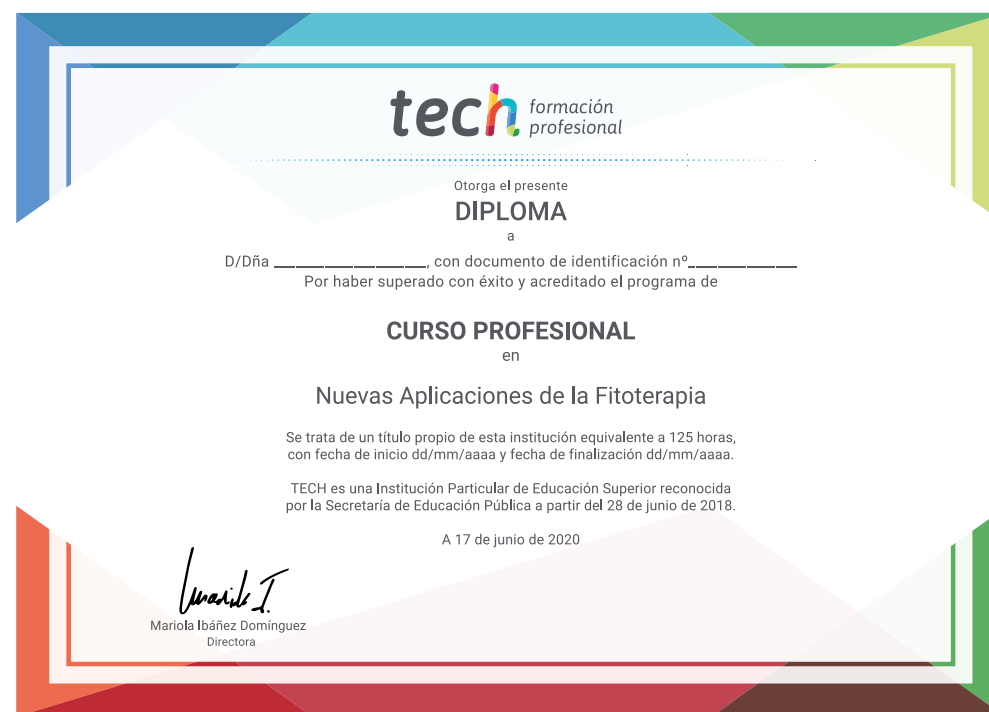 tech formación
profesional
Otorga el presente
DIPLOMA
a
D/Dña ____________________, con documento de identificación nº______________
Por haber superado con éxito y acreditado el programa de
CURSO PROFESIONAL
en
Nuevas Aplicaciones de la Fitoterapia
Se trata de un título propio de esta institución equivalente a 125 horas,
con fecha de inicio dd/mm/aaaa y fecha de finalización dd/mm/aaaa.
TECH es una Institución Particular de Educación Superior reconocida
por la Secretaría de Educación Pública a partir del 28 de junio de 2018.
A 17 de junio de 2020
Mariola Ibáñez Domínguez
Directora